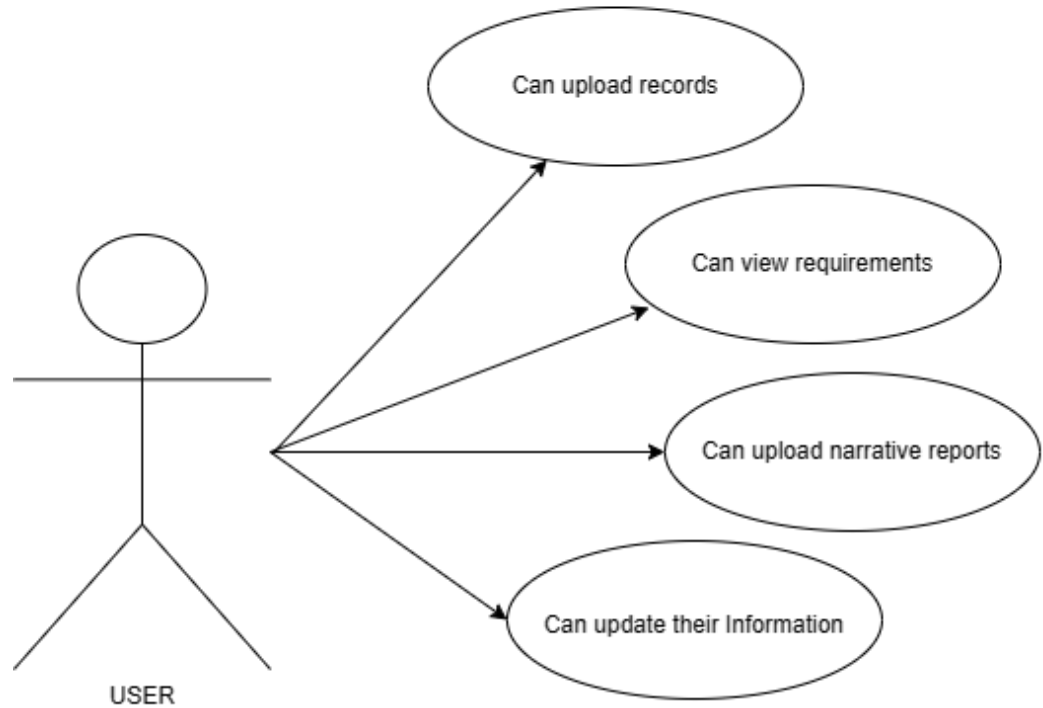 Can upload records
Can view requirements
Can upload narrative reports
Can update their Information
USER